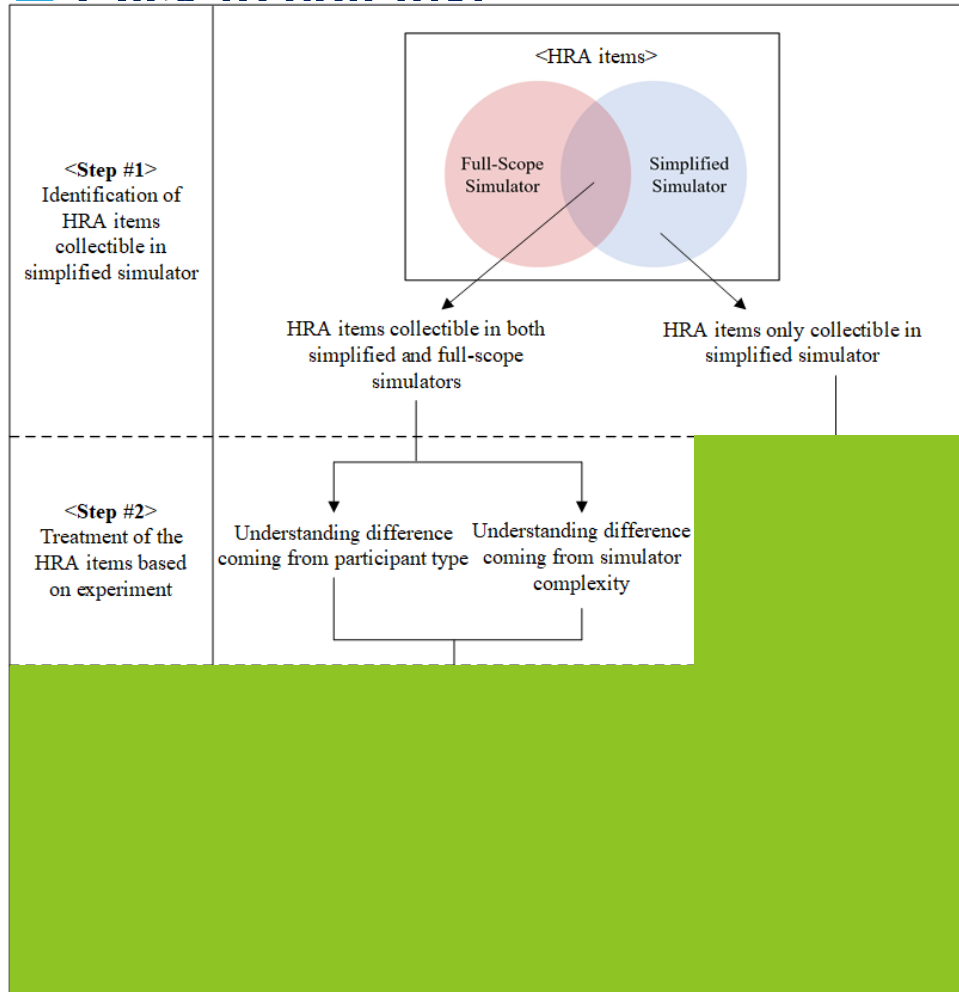 <HRA items>
Full-Scope
Simulator
Simplified
Simulator
<Step #1>
Identification of
HRA items
collectible in
simplified simulator
HRA items collectible in both
simplified and full-scope
simulators
HRA items only collectible in
simplified simulator
<Step #2>
Treatment of the
HRA items based
on experiment
Understanding difference
coming from participant type
Understanding difference
coming from simulator
complexity